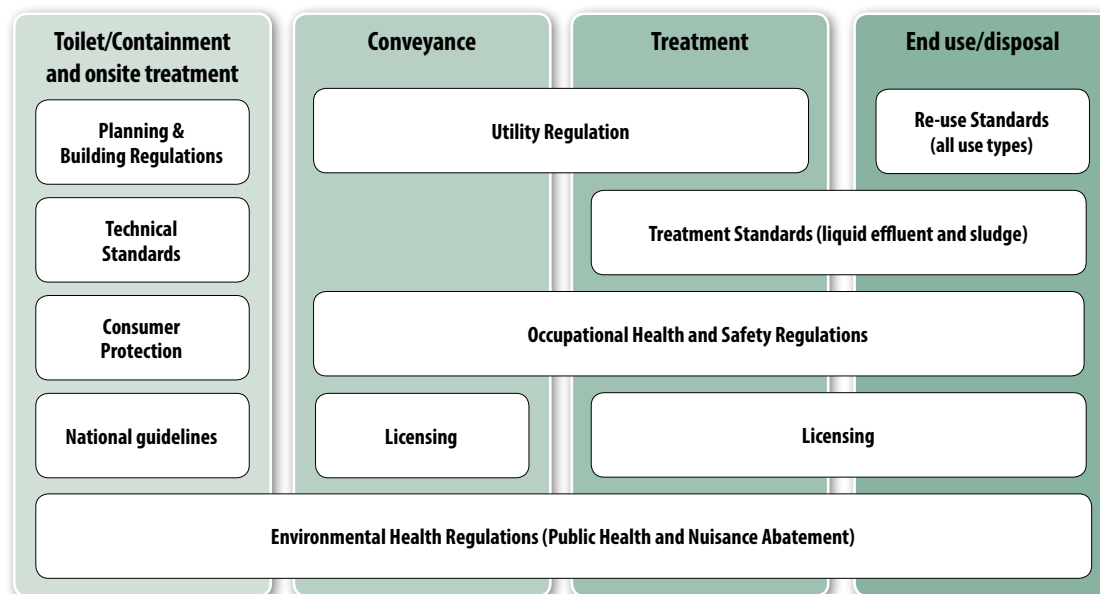 Toilet/Containment
and onsite treatment
Conveyance
Treatment
End use/disposal
Planning &
Building Regulations
Utility Regulation
Re-use Standards
(all use types)
Technical
Standards
Treatment Standards (liquid effluent and sludge)
Consumer
Protection
Occupational Health and Safety Regulations
National guidelines
Licensing
Licensing
Environmental Health Regulations (Public Health and Nuisance Abatement)